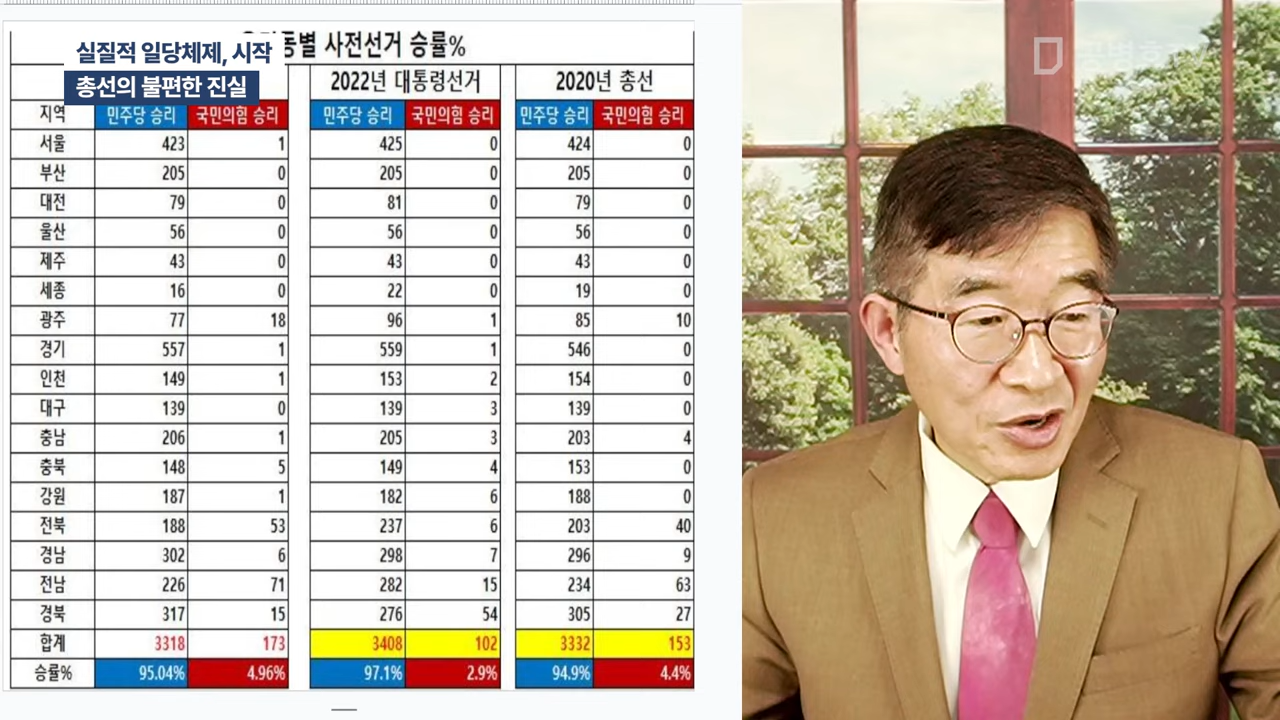 실질적 일당체제, 시작
총선의 불편한 진실
동별 사전선거 승률%
2022년 대통령선거 2020년 총선
지역 민주당 승리 국민의힘 승리 민주당 승리 국민의힘 승리 민주당 승리 국민의힘 승리
서울 423 1 425 0 424 0
부산 205 0 205 0 205 0
대전 79 0 81 0 79 0
울산 56 0 56 0 56 0
제주 43 0 43 0 43 0
세종 16 0 22 0 19 0
광주 77 18 96 1 85 10
경기 557 1 559 1 546 0
인천 149 1 153 2 154 0
대구 139 0 139 3 139 0
충남 206 1 205 3 203 4
충북 148 5 149 4 153 0
강원 187 1 182 6 188 0
전북 188 53 237 6 203 40
경남 302 6 298 7 296 9
전남 226 71 282 15 234 63
경북 317 15 276 54 305 27
합계 3318 173 3408 102 3332 153
승률% 95.04% 4.96% 97.1% 2.9% 94.9% 4.4%